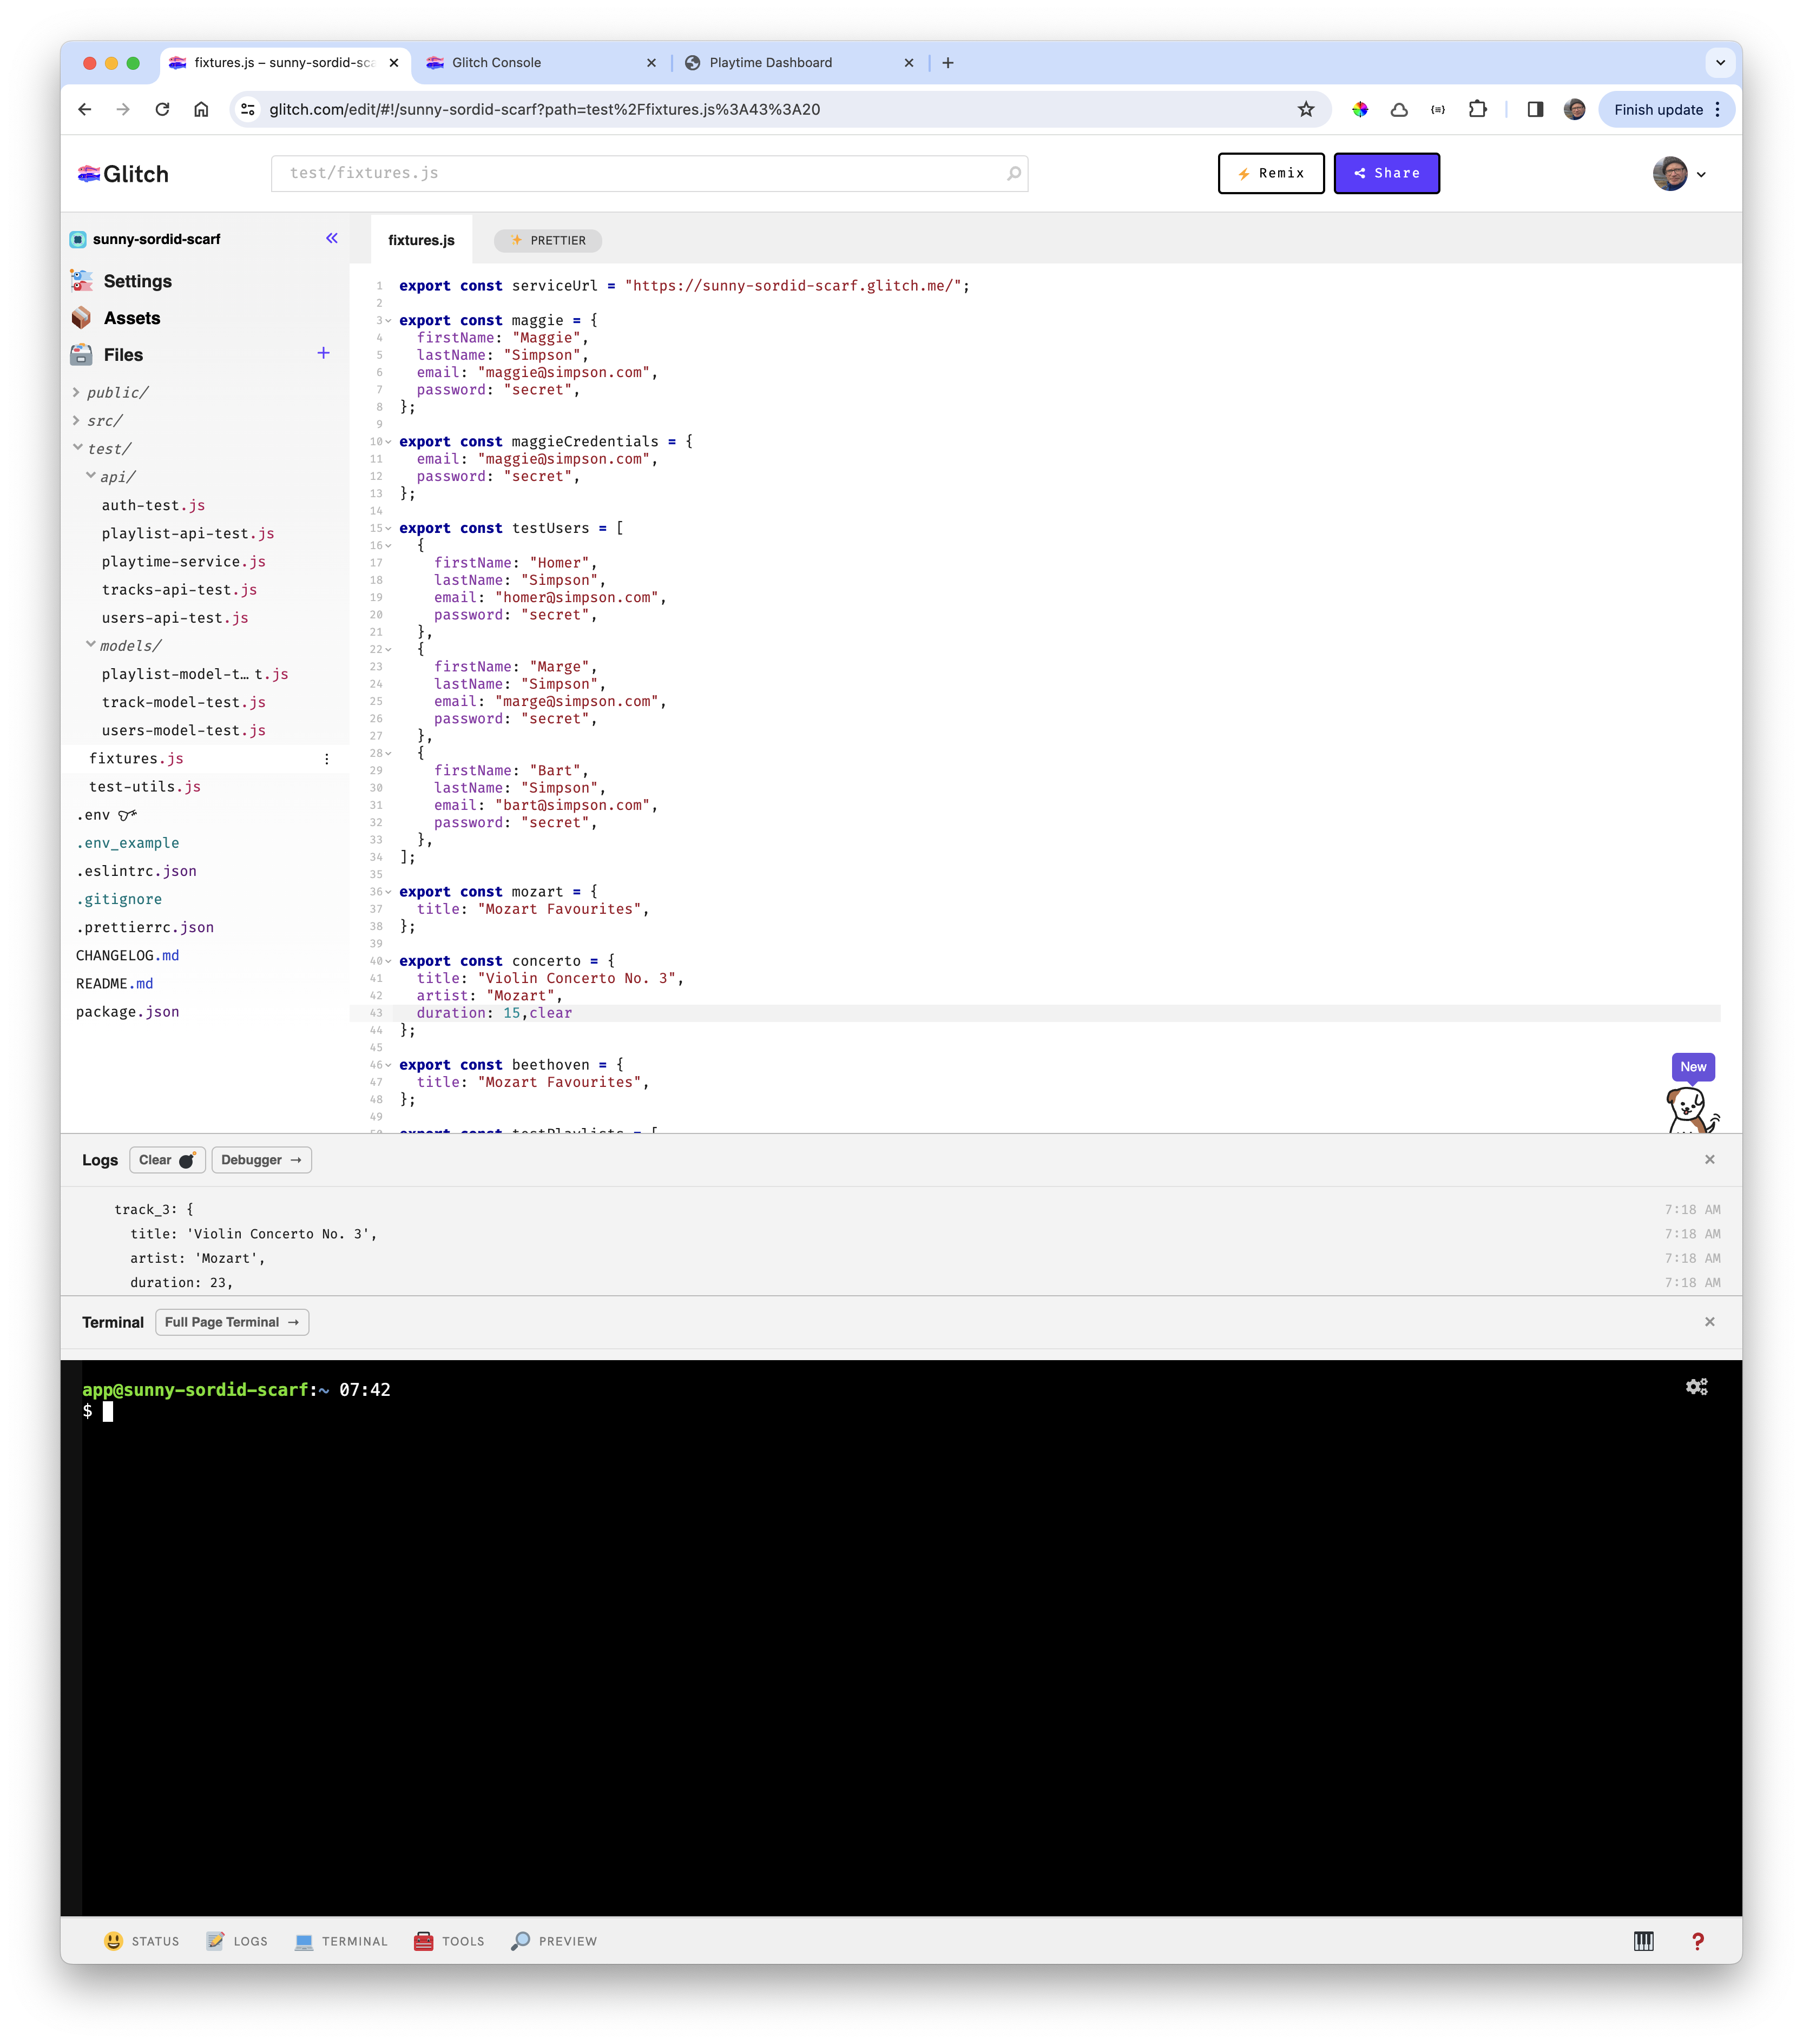 fixtures.js – sunny-sordid-sca
Glitch Console
Playtime Dashboard
glitch.com/edit/#!/sunny-sordid-scarf?path=test%2Ffixtures.js%3A43%3A20
Finish update
Glitch
test/fixtures.js
Remix
Share
sunny-sordid-scarf
Settings
Assets
Files
public/
src/
test/
api/
auth-test.js
playlist-api-test.js
playtime-service.js
tracks-api-test.js
users-api-test.js
models/
playlist-model-t… t.js
track-model-test.js
users-model-test.js
fixtures.js
test-utils.js
.env
.env_example
.eslintrc.json
.gitignore
.prettierrc.json
CHANGELOG.md
README.md
package.json
fixtures.js
PRETTIER
1 export const serviceUrl = "https://sunny-sordid-scarf.glitch.me/";
2
3 export const maggie = {
4 firstName: "Maggie",
5 lastName: "Simpson",
6 email: "maggie@simpson.com",
7 password: "secret",
8 };
9
10 export const maggieCredentials = {
11 email: "maggie@simpson.com",
12 password: "secret",
13 };
14
15 export const testUsers = [
16 {
17 firstName: "Homer",
18 lastName: "Simpson",
19 email: "homer@simpson.com",
20 password: "secret",
21 },
22 {
23 firstName: "Marge",
24 lastName: "Simpson",
25 email: "marge@simpson.com",
26 password: "secret",
27 },
28 {
29 firstName: "Bart",
30 lastName: "Simpson",
31 email: "bart@simpson.com",
32 password: "secret",
33 },
34 ];
35
36 export const mozart = {
37 title: "Mozart Favourites",
38 };
39
40 export const concerto = {
41 title: "Violin Concerto No. 3",
42 artist: "Mozart",
43 duration: 15,clear
44 };
45
46 export const beethoven = {
47 title: "Mozart Favourites",
48 };
49
50 export const testPlaylists = [
New
Logs
Clear
Debugger →
track_3: { 7:18 AM
title: 'Violin Concerto No. 3', 7:18 AM
artist: 'Mozart', 7:18 AM
duration: 23, 7:18 AM
Terminal
Full Page Terminal →
app@sunny-sordid-scarf:~ 07:42
$
STATUS
LOGS
TERMINAL
TOOLS
PREVIEW
?